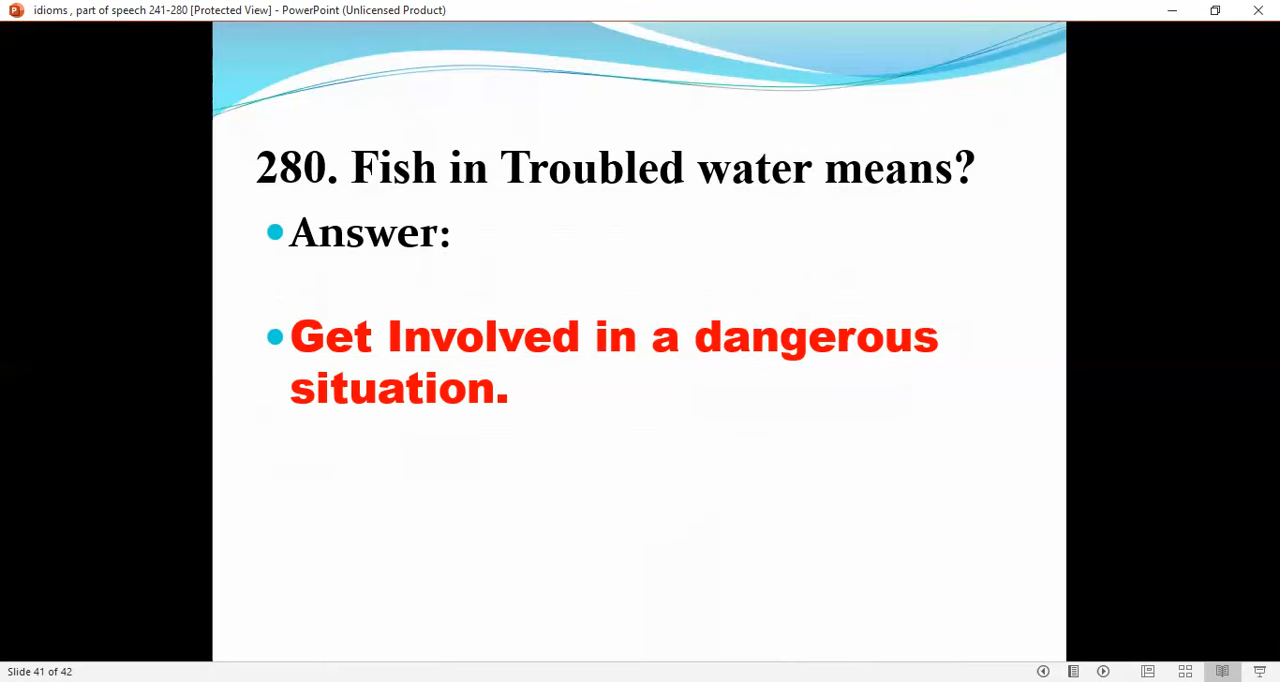 idioms , part of speech 241-280 [Protected View] - PowerPoint (Unlicensed Product)
280. Fish in Troubled water means?
Answer:
Get Involved in a dangerous
situation.
Slide 41 of 42